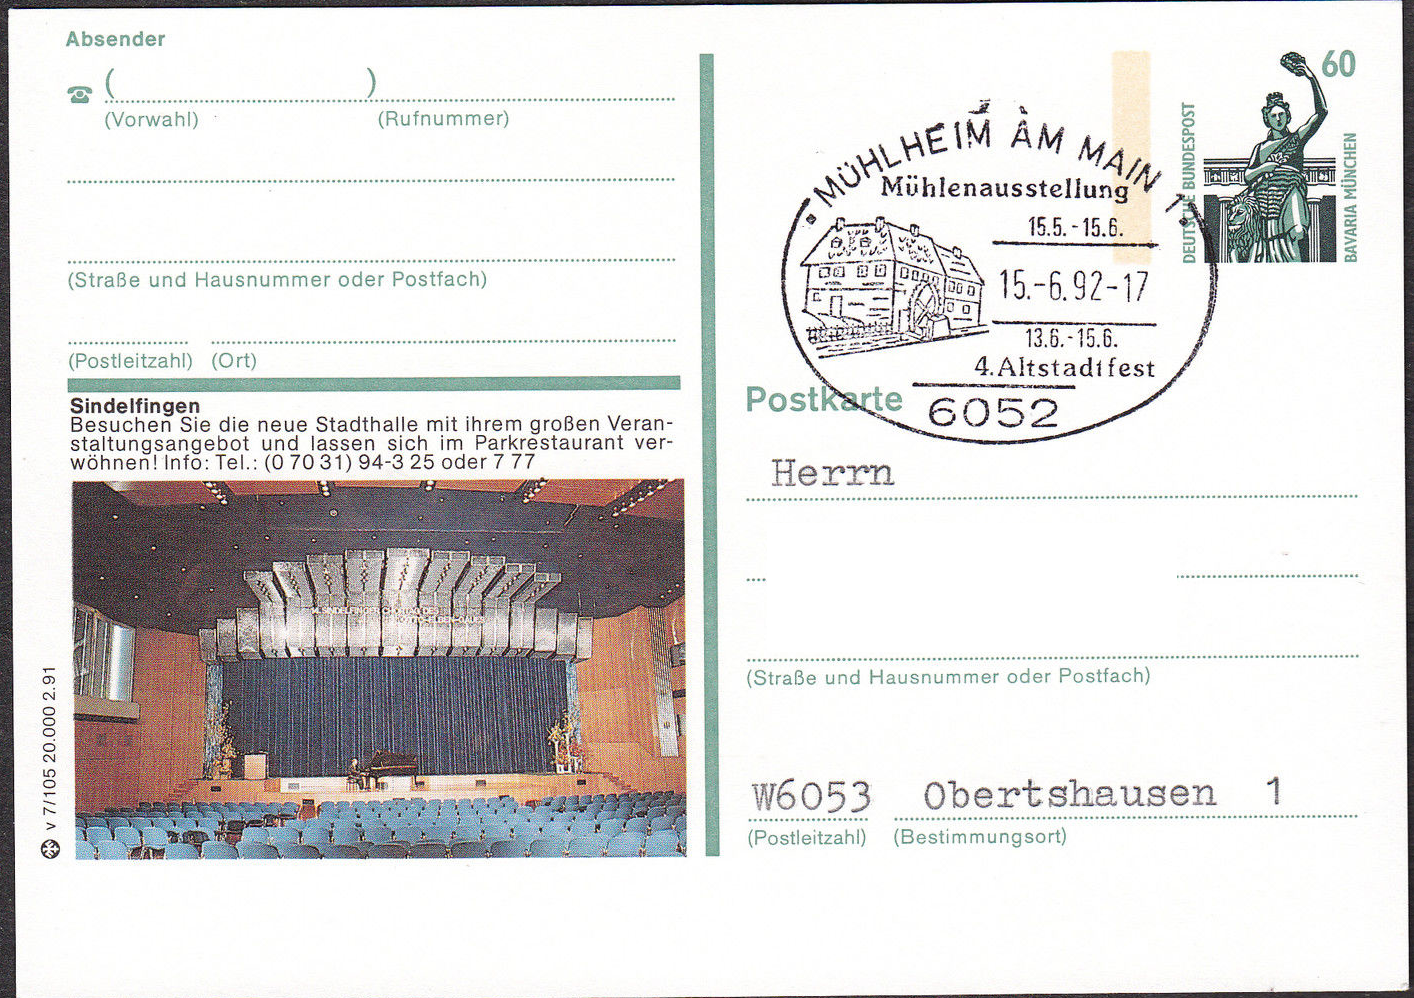 Absender
( )
(Vorwahl) (Rufnummer)
(Straße und Hausnummer oder Postfach)
(Postleitzahl) (Ort)
Sindelfingen
Besuchen Sie die neue Stadthalle mit ihrem großen Veran-
staltungsangebot und lassen sich im Parkrestaurant ver-
wöhnen! Info: Tel.: (0 70 31) 94-3 25 oder 7 77
v 7/105 20.000 2.91
60
DEUTSCHE BUNDESPOST
BAVARIA MÜNCHEN
MÜHLHEIM AM MAIN 1
Mühlenausstellung
15.5.-15.6.
15.-6.92-17
13.6.-15.6.
4.Altstadtfest
6052
Postkarte
Herrn
(Straße und Hausnummer oder Postfach)
W6053 Obertshausen 1
(Postleitzahl) (Bestimmungsort)